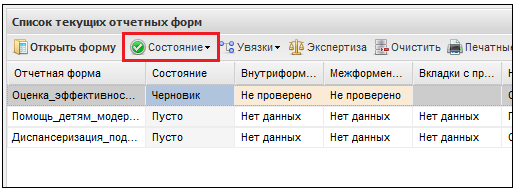 Список текущих отчетных форм
Открыть форму Состояние Увязки Экспертиза Очистить Печатные
Отчетная форма Состояние Внутриформ... Межформен... Вкладки с пр...
Оценка_эффективнос... Черновик Не проверено Не проверено
Помощь_детям_модер... Пусто Нет данных Нет данных Нет данных
Диспансеризация_под... Пусто Нет данных Нет данных Нет данных